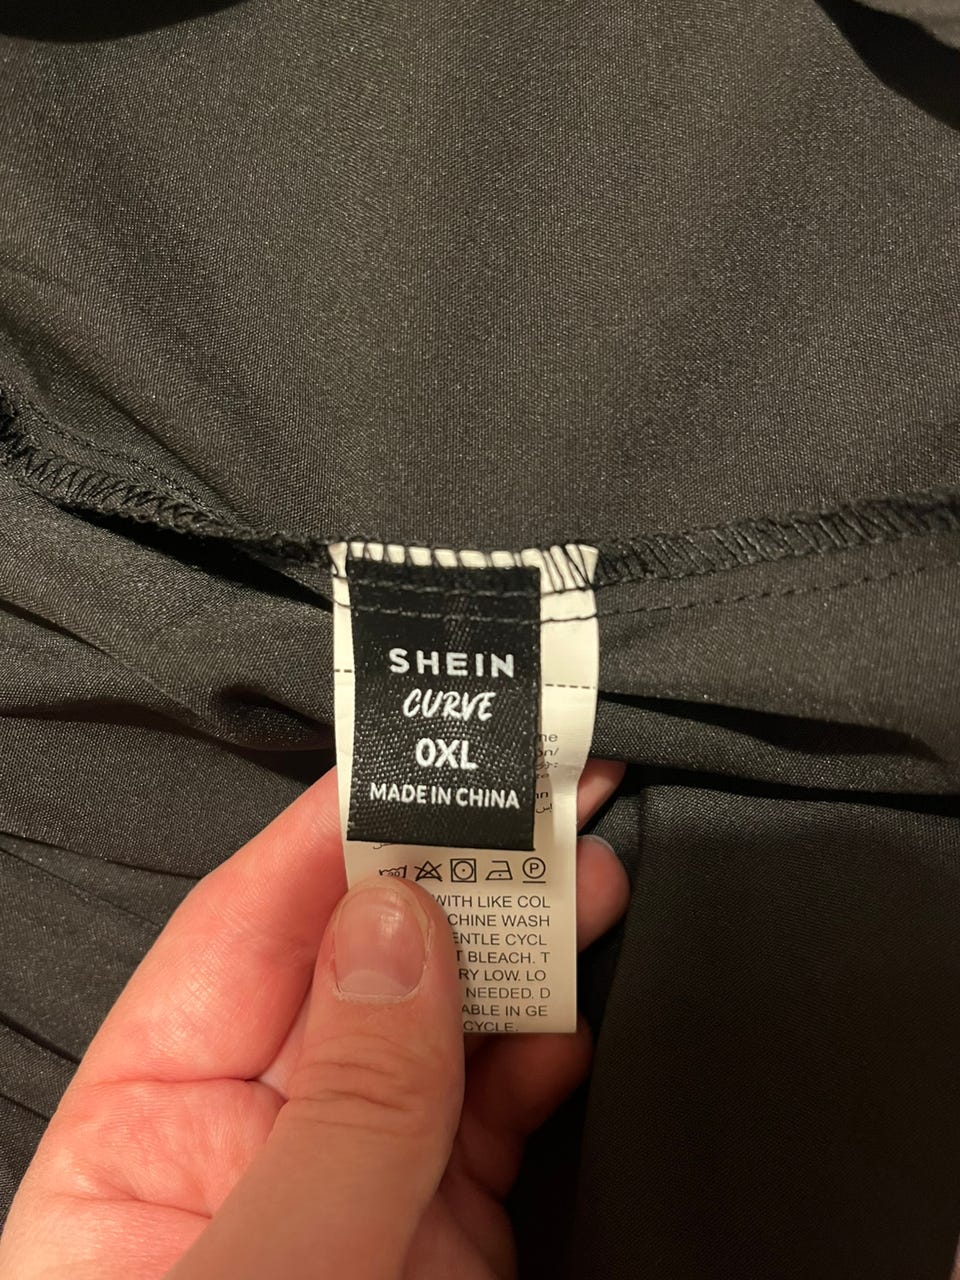 SHEIN
CURVE
0XL
MADE IN CHINA
P
WITH LIKE COL
CHINE WASH
ENTLE CYCL
T BLEACH. T
RY LOW. LO
NEEDED. D
ABLE IN GE
CYCLE.